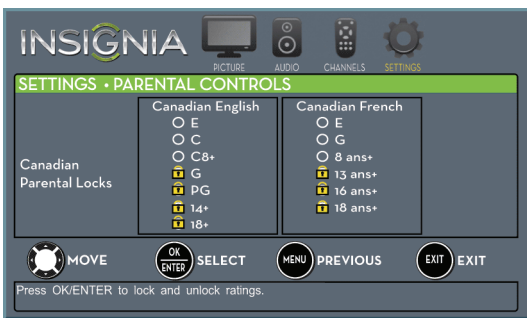 INSIGNIA
PICTURE AUDIO CHANNELS SETTINGS
SETTINGS • PARENTAL CONTROLS
Canadian Parental Locks
Canadian English
E
C
C8+
G
PG
14+
18+
Canadian French
E
G
8 ans+
13 ans+
16 ans+
18 ans+
MOVE
OK
ENTER
SELECT
MENU
PREVIOUS
EXIT
EXIT
Press OK/ENTER to lock and unlock ratings.